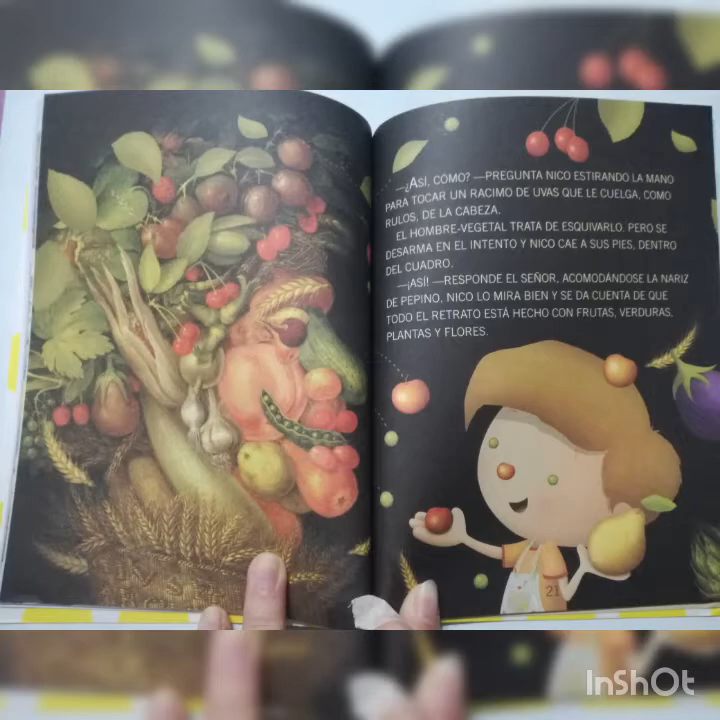 —¿ASÍ, CÓMO? —PREGUNTA NICO ESTIRANDO LA MANO
PARA TOCAR UN RACIMO DE UVAS QUE LE CUELGA, COMO
RULOS, DE LA CABEZA.
EL HOMBRE-VEGETAL TRATA DE ESQUIVARLO. PERO SE
DESARMA EN EL INTENTO Y NICO CAE A SUS PIES, DENTRO
DEL CUADRO.
—¡ASÍ! —RESPONDE EL SEÑOR, ACOMODÁNDOSE LA NARIZ
DE PEPINO, NICO LO MIRA BIEN Y SE DA CUENTA DE QUE
TODO EL RETRATO ESTÁ HECHO CON FRUTAS, VERDURAS,
PLANTAS Y FLORES.
21
InShOt